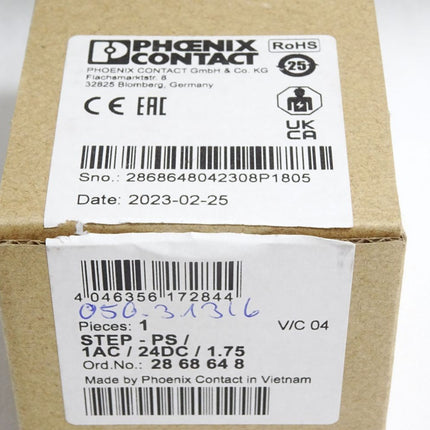 PHŒNIX
CONTACT
RoHS
25
PHOENIX CONTACT GmbH & Co. KG
Flachsmarktstr. 8
32825 Blomberg, Germany
CE EAC
UK
CA
Sno.: 2868648042308P1805
Date: 2023-02-25
4 046356 172844
050.31316
Pieces: 1 V/C 04
STEP - PS /
1AC / 24DC / 1.75
Ord.No.: 28 68 64 8
Made by Phoenix Contact in Vietnam